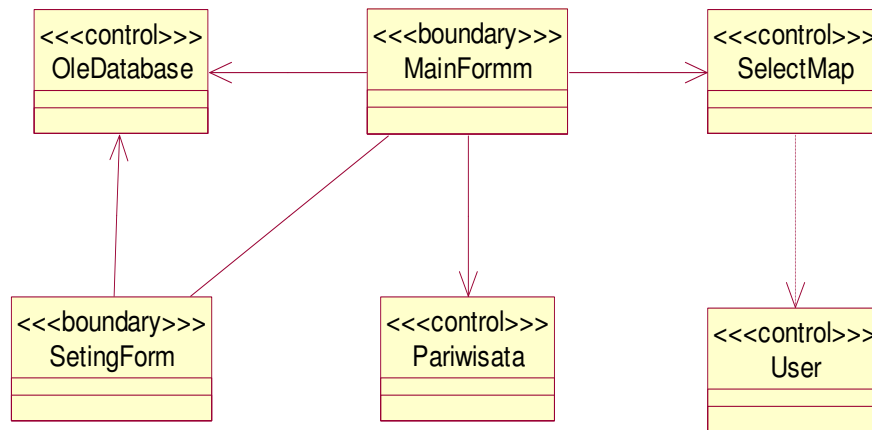 <<<control>>>
OleDatabase
<<<boundary>>>
MainFormm
<<<control>>>
SelectMap
<<<boundary>>>
SetingForm
<<<control>>>
Pariwisata
<<<control>>>
User